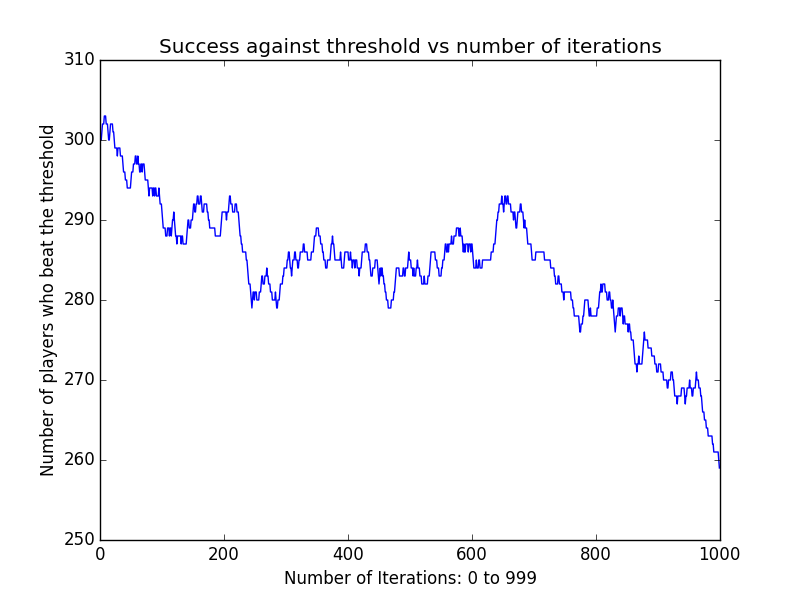 Success against threshold vs number of iterations
310
300
290
280
270
260
250
Number of players who beat the threshold
0 200 400 600 800 1000
Number of Iterations: 0 to 999